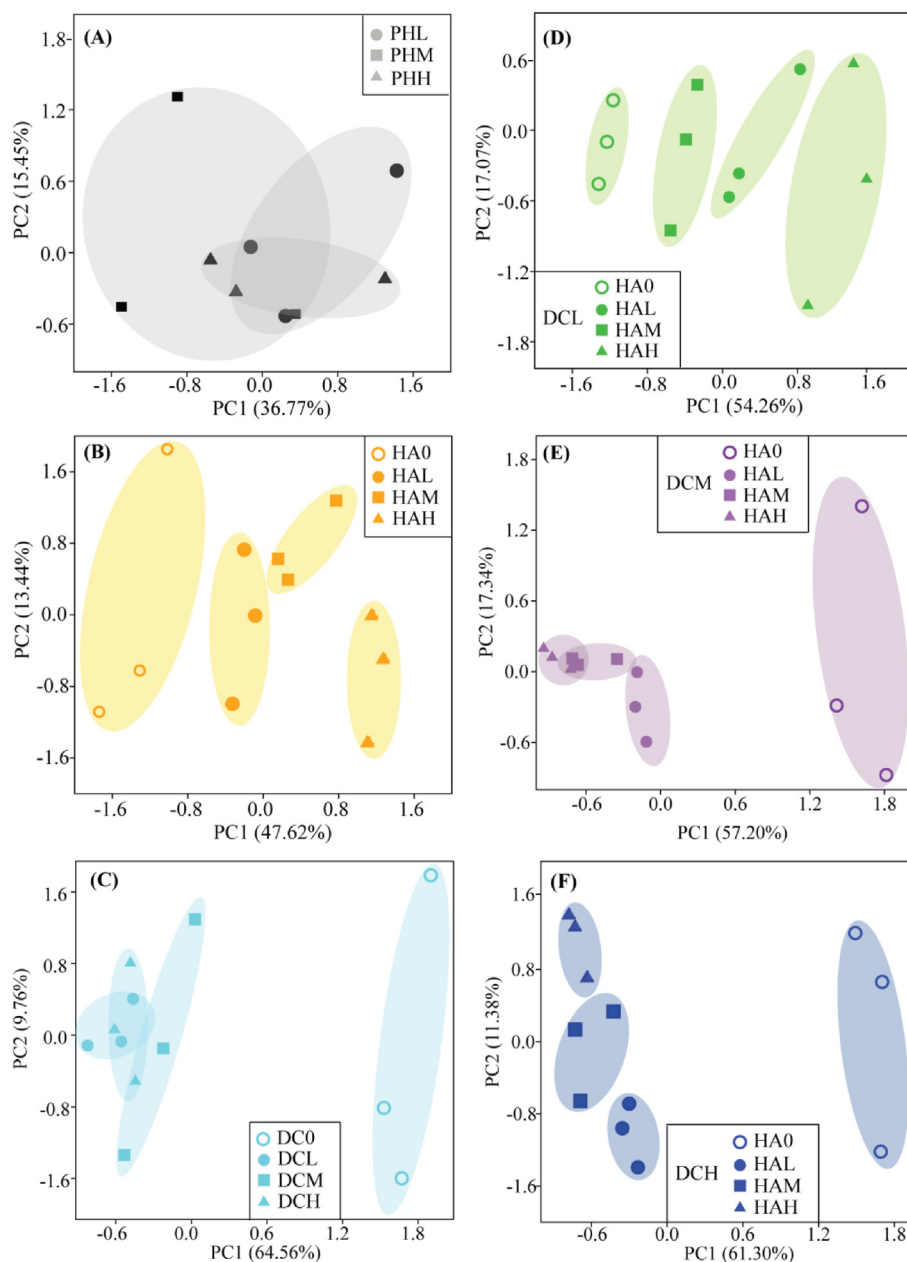 (A)
PHL
PHM
PHH
1.8
1.2
0.6
0.0
-0.6
PC2 (15.45%)
-1.6 -0.8 0.0 0.8 1.6
PC1 (36.77%)
(D)
0.6
0.0
-0.6
-1.2
-1.8
PC2 (17.07%)
DCL
HA0
HAL
HAM
HAH
-1.6 -0.8 0.0 0.8 1.6
PC1 (54.26%)
(B)
HA0
HAL
HAM
HAH
1.6
0.8
0.0
-0.8
-1.6
PC2 (13.44%)
-1.6 -0.8 0.0 0.8 1.6
PC1 (47.62%)
(E)
DCM
HA0
HAL
HAM
HAH
1.8
1.2
0.6
0.0
-0.6
PC2 (17.34%)
-0.6 0.0 0.6 1.2 1.8
PC1 (57.20%)
(C)
1.6
0.8
0.0
-0.8
-1.6
PC2 (9.76%)
DC0
DCL
DCM
DCH
-0.6 0.0 0.6 1.2 1.8
PC1 (64.56%)
(F)
1.6
0.8
0.0
-0.8
-1.6
PC2 (11.38%)
DCH
HA0
HAL
HAM
HAH
-0.6 0.0 0.6 1.2 1.8
PC1 (61.30%)